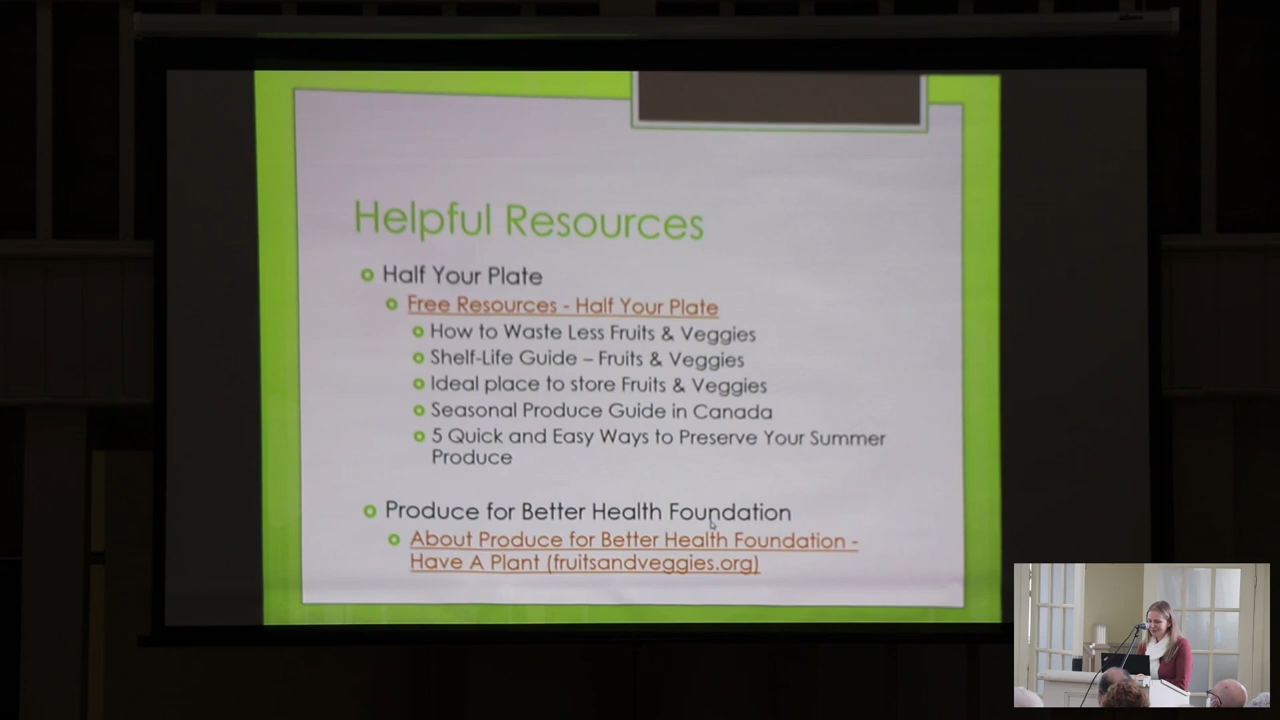 Helpful Resources
Half Your Plate
Free Resources - Half Your Plate
How to Waste Less Fruits & Veggies
Shelf-Life Guide – Fruits & Veggies
Ideal place to store Fruits & Veggies
Seasonal Produce Guide in Canada
5 Quick and Easy Ways to Preserve Your Summer
Produce
Produce for Better Health Foundation
About Produce for Better Health Foundation -
Have A Plant (fruitsandveggies.org)